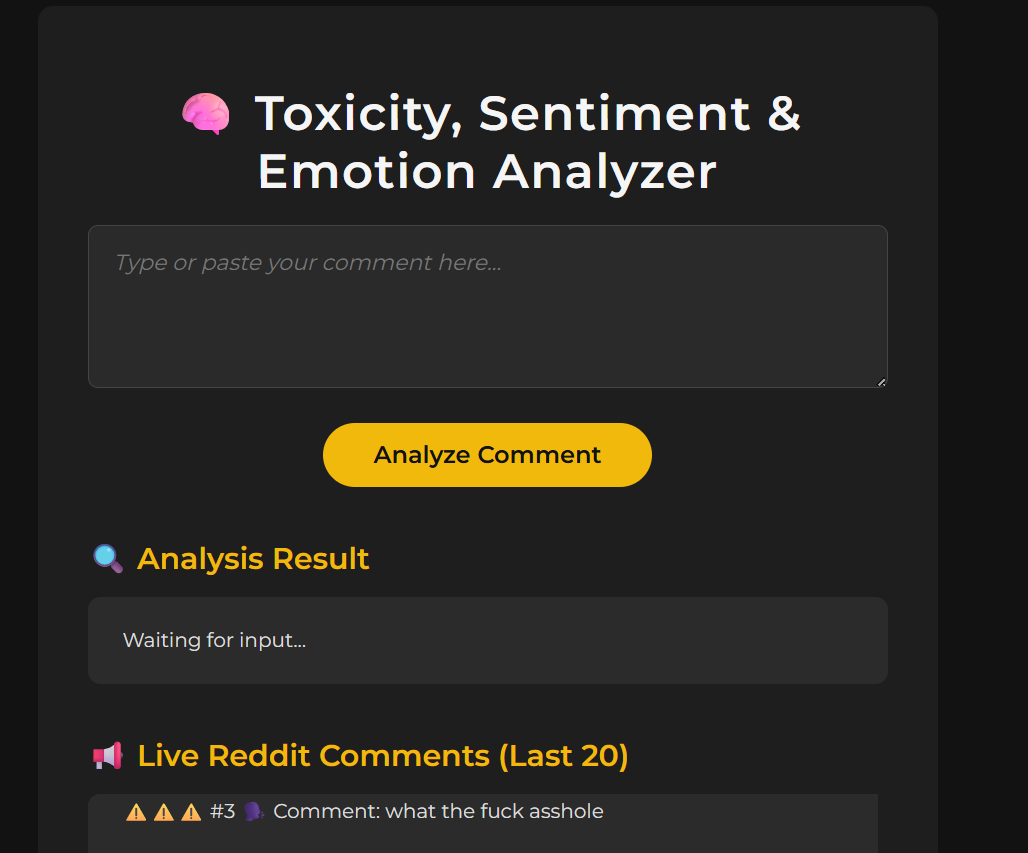 🧠 Toxicity, Sentiment &
Emotion Analyzer
Type or paste your comment here...
Analyze Comment
🔍 Analysis Result
Waiting for input...
📢 Live Reddit Comments (Last 20)
⚠️ ⚠️ ⚠️ #3 🗣️ Comment: what the fuck asshole